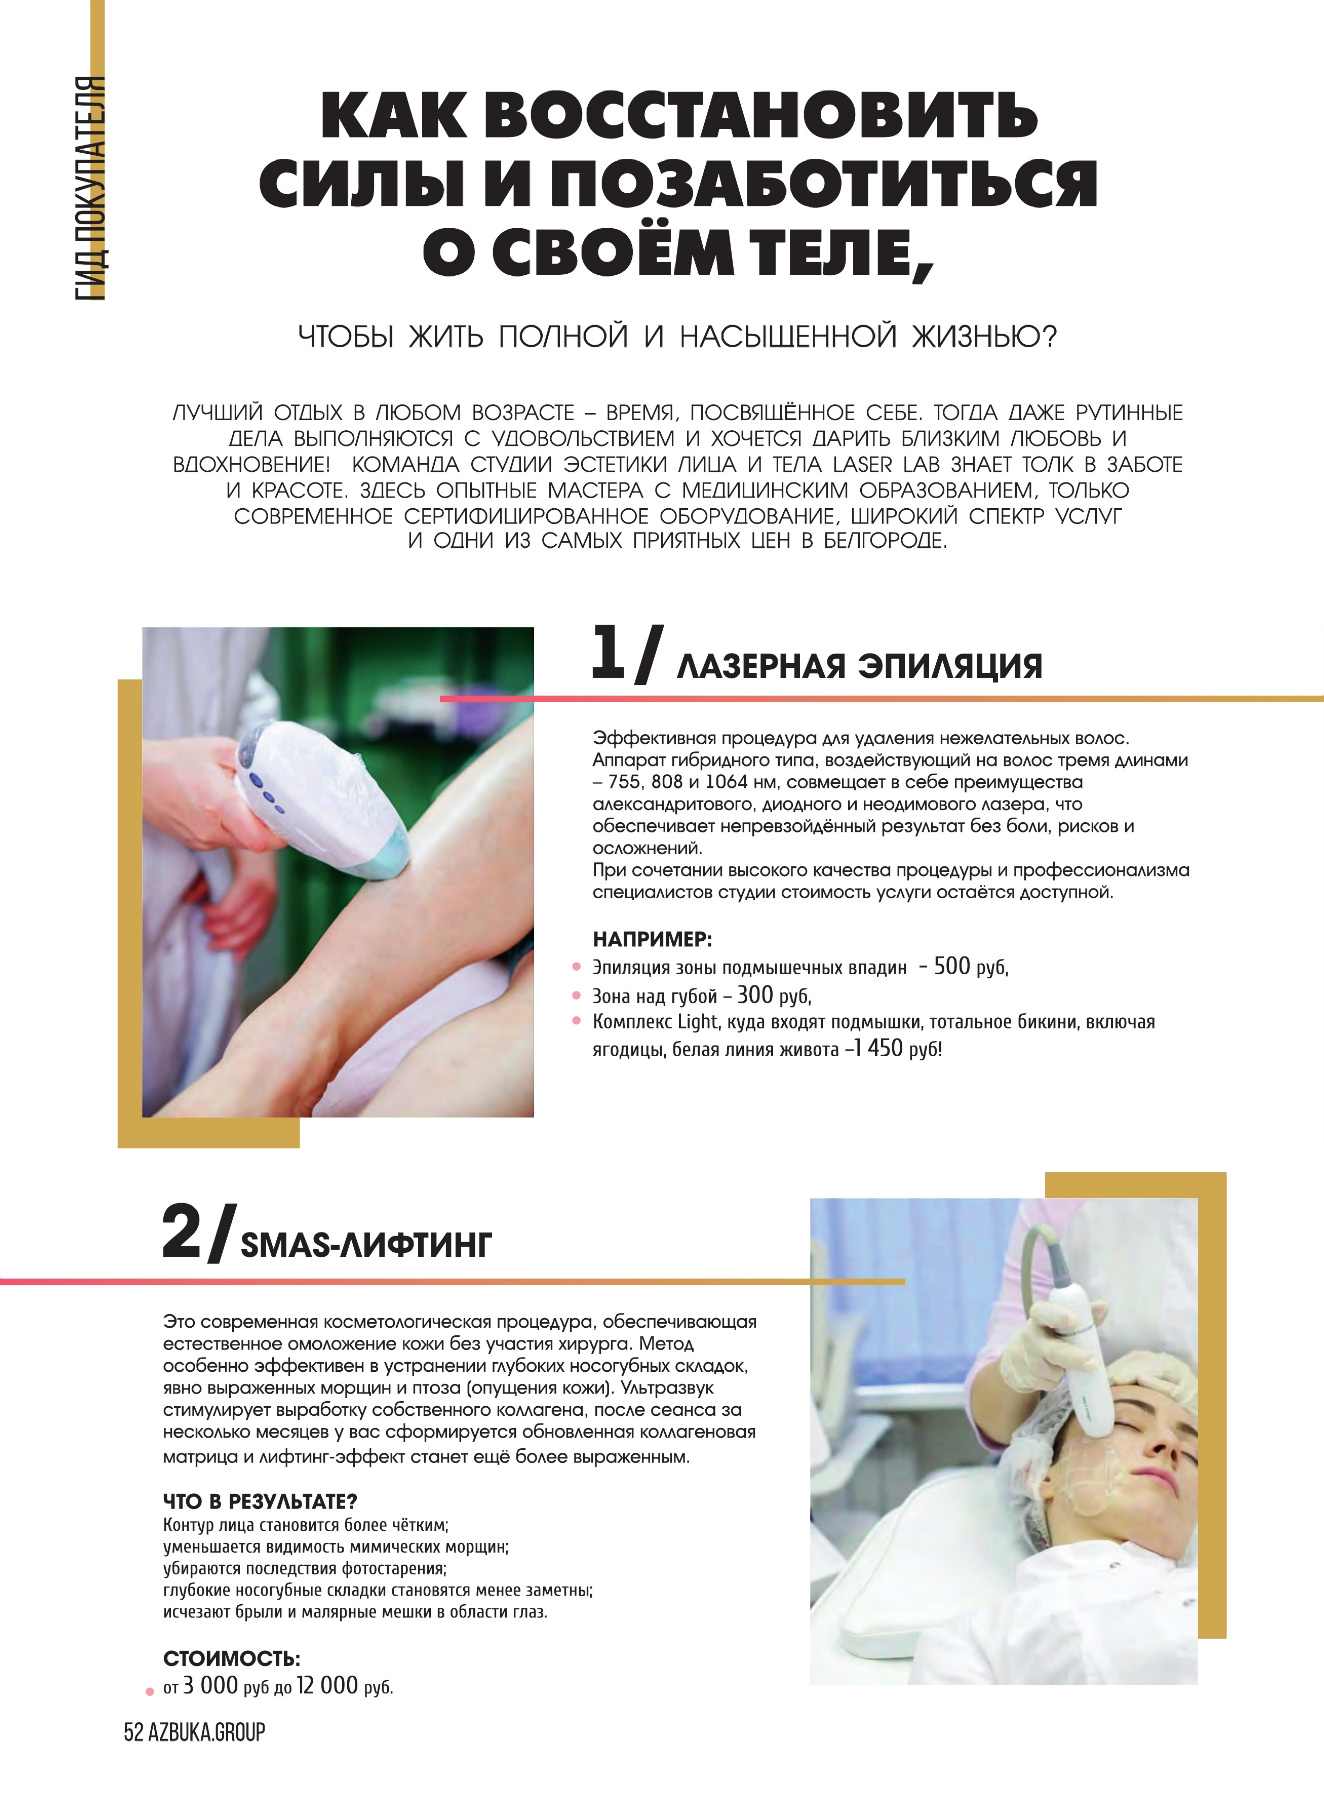 ГИД ПОКУПАТЕЛЯ
КАК ВОССТАНОВИТЬ
СИЛЫ И ПОЗАБОТИТЬСЯ
О СВОЁМ ТЕЛЕ,
ЧТОБЫ ЖИТЬ ПОЛНОЙ И НАСЫЩЕННОЙ ЖИЗНЬЮ?
ЛУЧШИЙ ОТДЫХ В ЛЮБОМ ВОЗРАСТЕ – ВРЕМЯ, ПОСВЯЩЁННОЕ СЕБЕ. ТОГДА ДАЖЕ РУТИННЫЕ
ДЕЛА ВЫПОЛНЯЮТСЯ С УДОВОЛЬСТВИЕМ И ХОЧЕТСЯ ДАРИТЬ БЛИЗКИМ ЛЮБОВЬ И
ВДОХНОВЕНИЕ! КОМАНДА СТУДИИ ЭСТЕТИКИ ЛИЦА И ТЕЛА LASER LAB ЗНАЕТ ТОЛК В ЗАБОТЕ
И КРАСОТЕ. ЗДЕСЬ ОПЫТНЫЕ МАСТЕРА С МЕДИЦИНСКИМ ОБРАЗОВАНИЕМ, ТОЛЬКО
СОВРЕМЕННОЕ СЕРТИФИЦИРОВАННОЕ ОБОРУДОВАНИЕ, ШИРОКИЙ СПЕКТР УСЛУГ
И ОДНИ ИЗ САМЫХ ПРИЯТНЫХ ЦЕН В БЕЛГОРОДЕ.
1/ ЛАЗЕРНАЯ ЭПИЛЯЦИЯ
Эффективная процедура для удаления нежелательных волос.
Аппарат гибридного типа, воздействующий на волос тремя длинами
– 755, 808 и 1064 нм, совмещает в себе преимущества
александритового, диодного и неодимового лазера, что
обеспечивает непревзойдённый результат без боли, рисков и
осложнений.
При сочетании высокого качества процедуры и профессионализма
специалистов студии стоимость услуги остаётся доступной.
НАПРИМЕР:
• Эпиляция зоны подмышечных впадин - 500 руб,
• Зона над губой – 300 руб,
• Комплекс Light, куда входят подмышки, тотальное бикини, включая
ягодицы, белая линия живота –1 450 руб!
2/ SMAS-ЛИФТИНГ
Это современная косметологическая процедура, обеспечивающая
естественное омоложение кожи без участия хирурга. Метод
особенно эффективен в устранении глубоких носогубных складок,
явно выраженных морщин и птоза (опущения кожи). Ультразвук
стимулирует выработку собственного коллагена, после сеанса за
несколько месяцев у вас сформируется обновленная коллагеновая
матрица и лифтинг-эффект станет ещё более выраженным.
ЧТО В РЕЗУЛЬТАТЕ?
Контур лица становится более чётким;
уменьшается видимость мимических морщин;
убираются последствия фотостарения;
глубокие носогубные складки становятся менее заметны;
исчезают брыли и малярные мешки в области глаз.
СТОИМОСТЬ:
• от 3 000 руб до 12 000 руб.
52 AZBUKA.GROUP